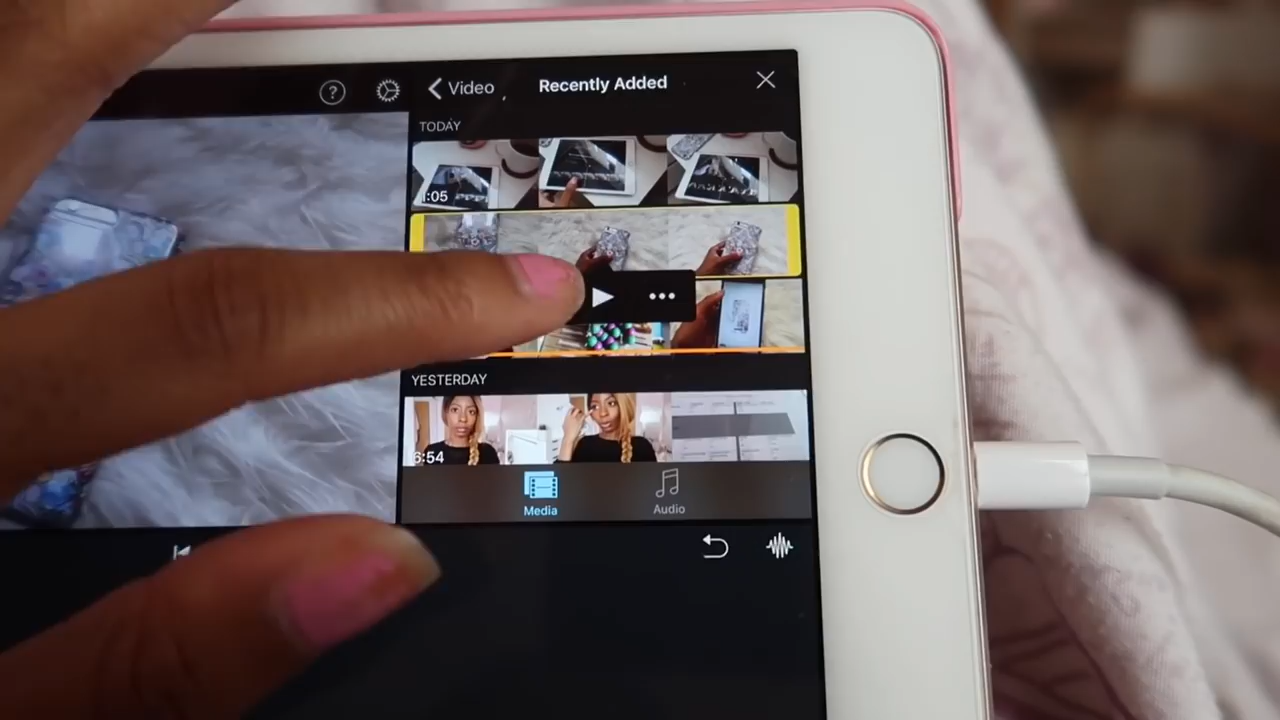 ?
Video
Recently Added
TODAY
1:05
YESTERDAY
6:54
Media
Audio